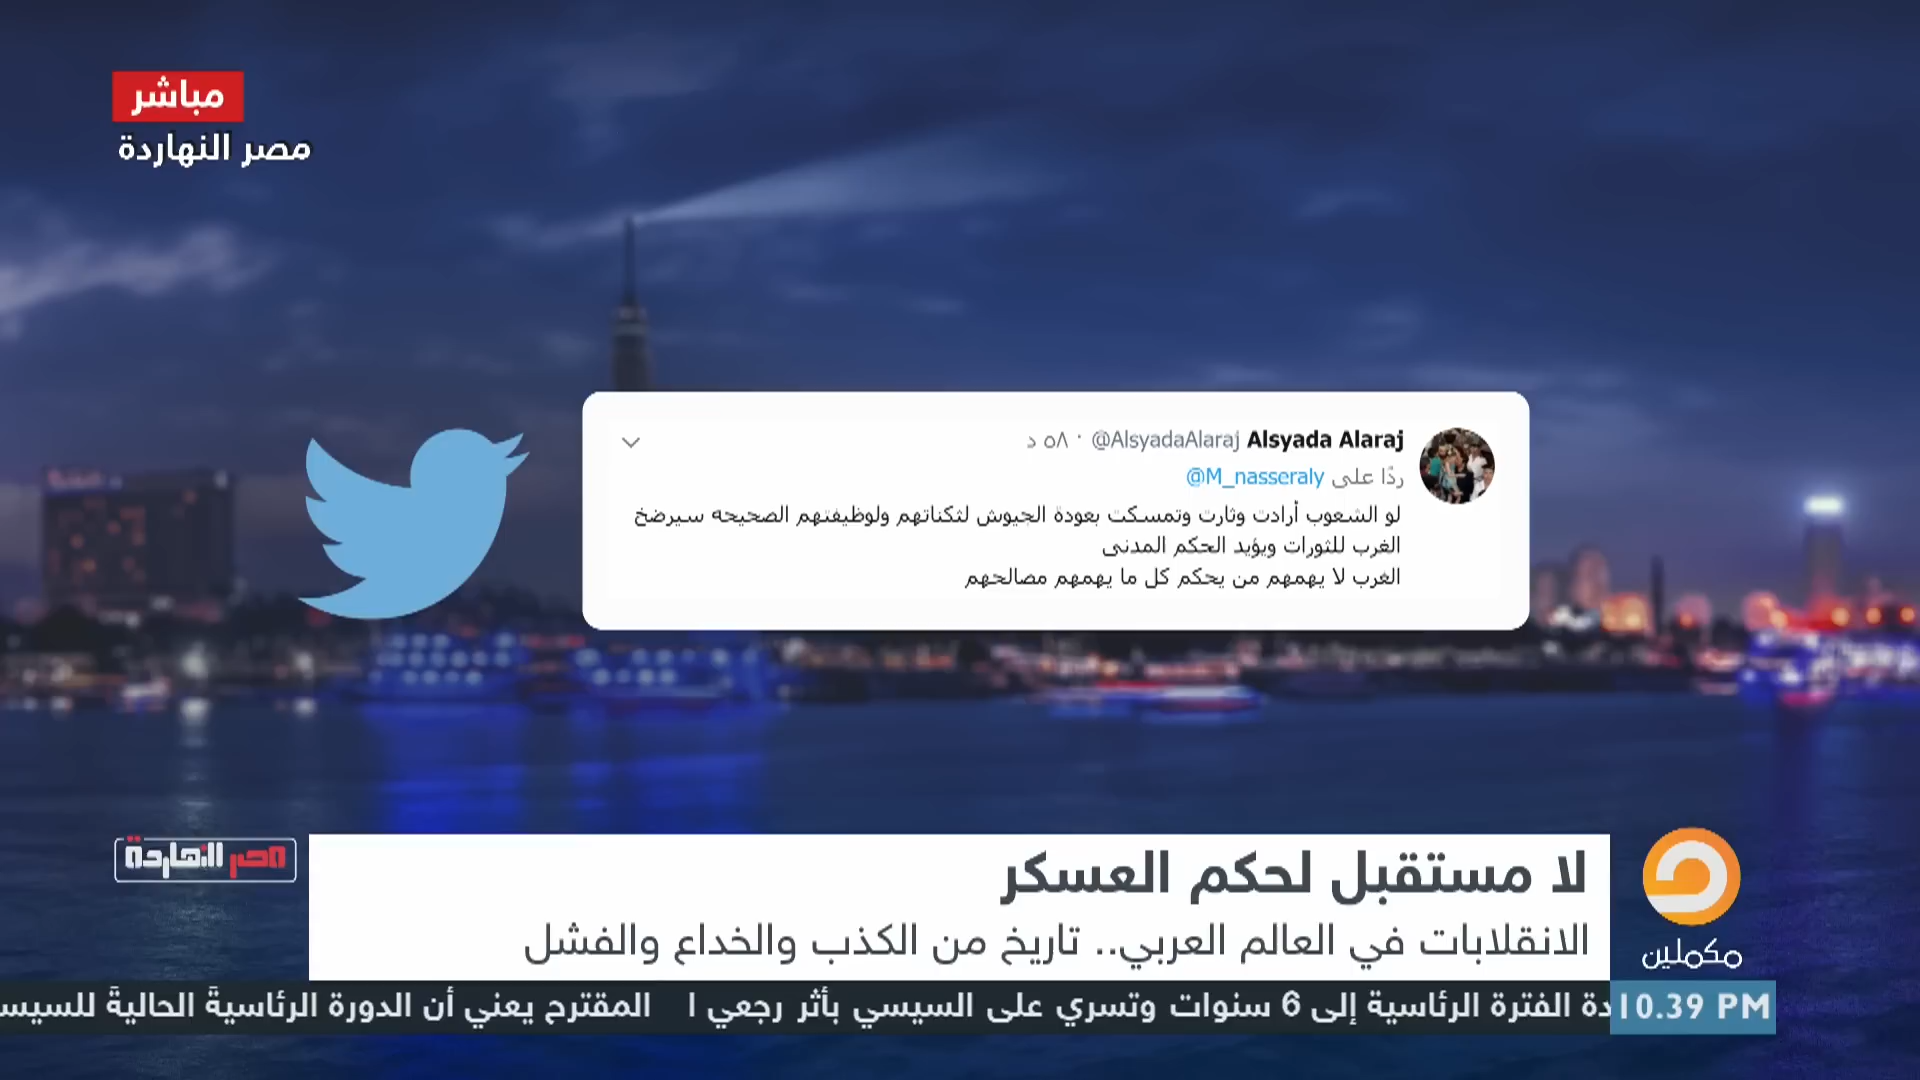 مباشر
مصر النهاردة
Alsyada Alaraj @AlsyadaAlaraj · ٥٨ د
ردًا على @M_nasseraly
لو الشعوب أرادت وثارت وتمسكت بعودة الجيوش لثكناتهم ولوظيفتهم الصحيحه سيرضخ
الغرب للثورات ويؤيد الحكم المدنى
الغرب لا يهمهم من يحكم كل ما يهمهم مصالحهم
مصر النهاردة
لا مستقبل لحكم العسكر
الانقلابات في العالم العربي.. تاريخ من الكذب والخداع والفشل
مكملين
10.39 PM
الفترة الرئاسية إلى 6 سنوات وتسري على السيسي بأثر رجعي ا المقترح يعني أن الدورة الرئاسيةَ الحاليةَ